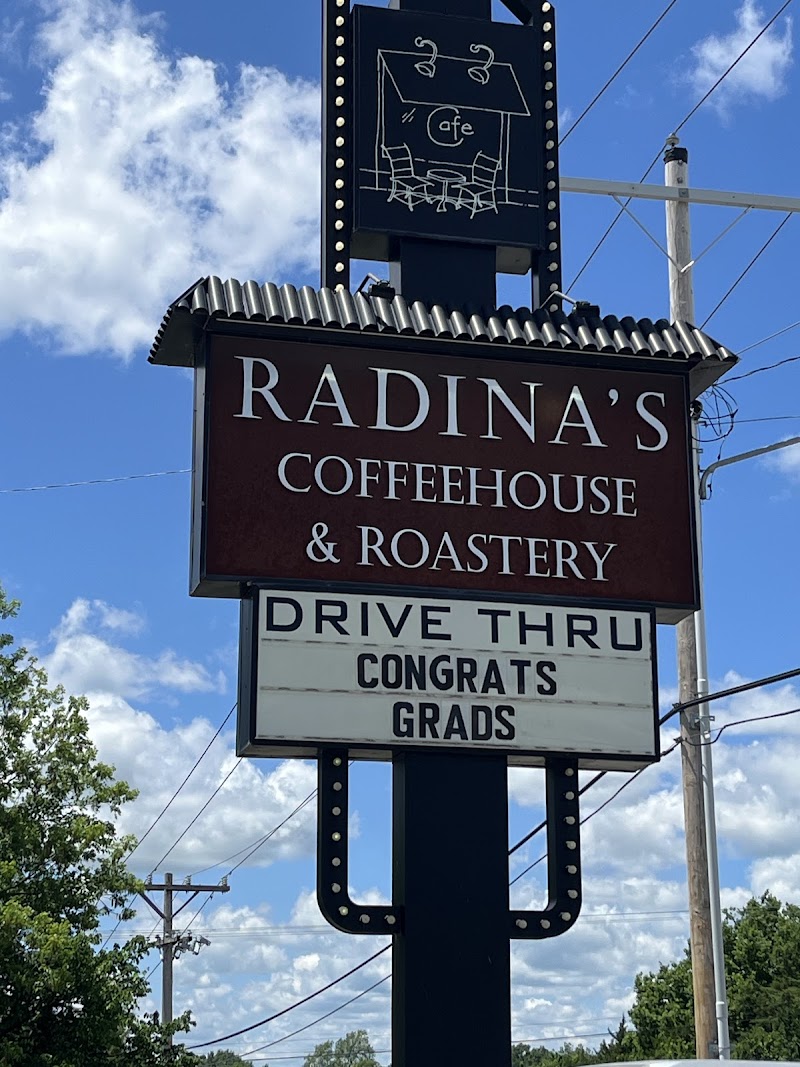 Cafe
RADINA'S
COFFEEHOUSE
& ROASTERY
DRIVE THRU
CONGRATS
GRADS